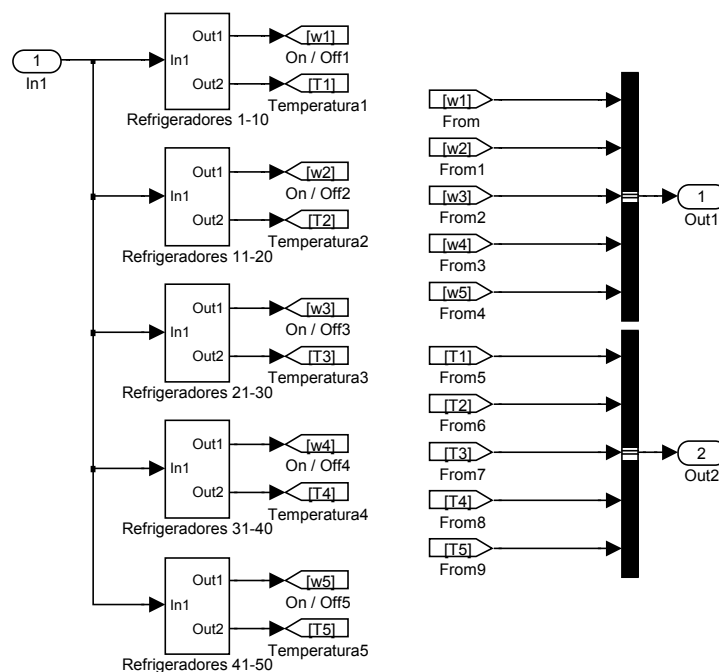 1
In1
In1
Out1
Out2
Refrigeradores 1-10
[w1]
On / Off1
[T1]
Temperatura1
In1
Out1
Out2
Refrigeradores 11-20
[w2]
On / Off2
[T2]
Temperatura2
In1
Out1
Out2
Refrigeradores 21-30
[w3]
On / Off3
[T3]
Temperatura3
In1
Out1
Out2
Refrigeradores 31-40
[w4]
On / Off4
[T4]
Temperatura4
In1
Out1
Out2
Refrigeradores 41-50
[w5]
On / Off5
[T5]
Temperatura5
[w1]
From
[w2]
From1
[w3]
From2
[w4]
From3
[w5]
From4
1
Out1
[T1]
From5
[T2]
From6
[T3]
From7
[T4]
From8
[T5]
From9
2
Out2